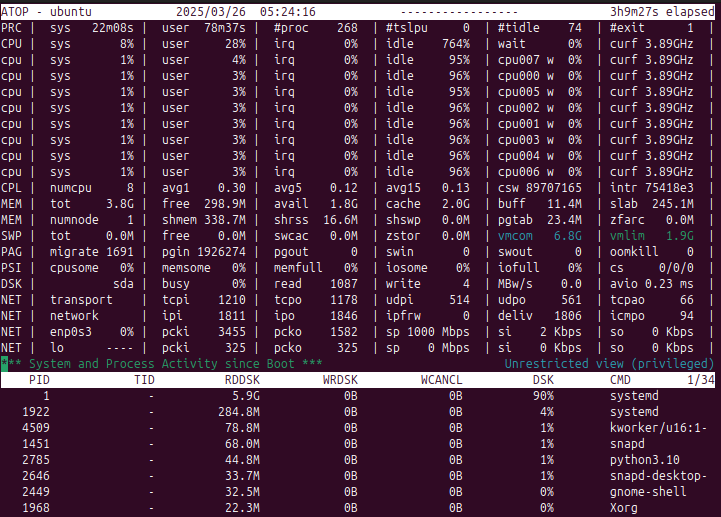 ATOP - ubuntu 2025/03/26 05:24:16 ----------------- 3h9m27s elapsed
PRC | sys 22m08s | user 78m37s | #proc 268 | #tslpu 0 | #tidle 74 | #exit 1 |
CPU | sys 8% | user 28% | irq 0% | idle 764% | wait 0% | curf 3.89GHz |
cpu | sys 1% | user 4% | irq 0% | idle 95% | cpu007 w 0% | curf 3.89GHz |
cpu | sys 1% | user 3% | irq 0% | idle 96% | cpu000 w 0% | curf 3.89GHz |
cpu | sys 1% | user 3% | irq 0% | idle 95% | cpu005 w 0% | curf 3.89GHz |
cpu | sys 1% | user 3% | irq 0% | idle 96% | cpu002 w 0% | curf 3.89GHz |
cpu | sys 1% | user 3% | irq 0% | idle 96% | cpu001 w 0% | curf 3.89GHz |
cpu | sys 1% | user 3% | irq 0% | idle 96% | cpu003 w 0% | curf 3.89GHz |
cpu | sys 1% | user 3% | irq 0% | idle 96% | cpu004 w 0% | curf 3.89GHz |
cpu | sys 1% | user 3% | irq 0% | idle 96% | cpu006 w 0% | curf 3.89GHz |
CPL | numcpu 8 | avg1 0.30 | avg5 0.12 | avg15 0.13 | csw 89707165 | intr 75418e3 |
MEM | tot 3.8G | free 298.9M | avail 1.8G | cache 2.0G | buff 11.4M | slab 245.1M |
MEM | numnode 1 | shmem 338.7M | shrss 16.6M | shswp 0.0M | pgtab 23.4M | zfarc 0.0M |
SWP | tot 0.0M | free 0.0M | swcac 0.0M | zstor 0.0M | vmcom 6.8G | vmlim 1.9G |
PAG | migrate 1691 | pgin 1926274 | pgout 0 | swin 0 | swout 0 | oomkill 0 |
PSI | cpusome 0% | memsome 0% | memfull 0% | iosome 0% | iofull 0% | cs 0/0/0 |
DSK | sda | busy 0% | read 1087 | write 4 | MBw/s 0.0 | avio 0.23 ms |
NET | transport | tcpi 1210 | tcpo 1178 | udpi 514 | udpo 561 | tcpao 66 |
NET | network | ipi 1811 | ipo 1846 | ipfrw 0 | deliv 1806 | icmpo 94 |
NET | enp0s3 0% | pcki 3455 | pcko 1582 | sp 1000 Mbps | si 2 Kbps | so 0 Kbps |
NET | lo ---- | pcki 325 | pcko 325 | sp 0 Mbps | si 0 Kbps | so 0 Kbps |
*** System and Process Activity since Boot *** Unrestricted view (privileged)
PID TID RDDSK WRDSK WCANCL DSK CMD 1/34
1 - 5.9G 0B 0B 90% systemd
1922 - 284.8M 0B 0B 4% systemd
4509 - 78.8M 0B 0B 1% kworker/u16:1-
1451 - 68.0M 0B 0B 1% snapd
2785 - 44.8M 0B 0B 1% python3.10
2646 - 33.7M 0B 0B 1% snap-desktop-
2449 - 32.5M 0B 0B 0% gnome-shell
1968 - 22.3M 0B 0B 0% Xorg